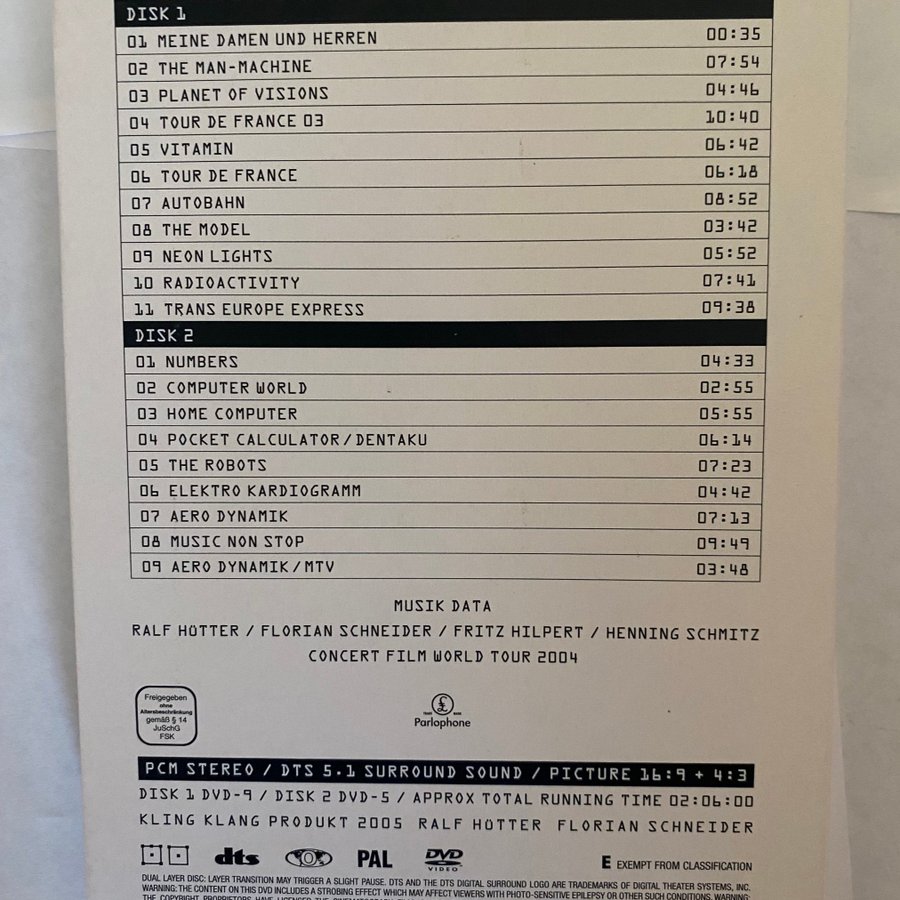 DISK 1
01 MEINE DAMEN UND HERREN 00:35
02 THE MAN-MACHINE 07:54
03 PLANET OF VISIONS 04:46
04 TOUR DE FRANCE 03 10:40
05 VITAMIN 06:42
06 TOUR DE FRANCE 06:18
07 AUTOBAHN 08:52
08 THE MODEL 03:42
09 NEON LIGHTS 05:52
10 RADIOACTIVITY 07:41
11 TRANS EUROPE EXPRESS 09:38
DISK 2
01 NUMBERS 04:33
02 COMPUTER WORLD 02:55
03 HOME COMPUTER 05:55
04 POCKET CALCULATOR/DENTAKU 06:14
05 THE ROBOTS 07:23
06 ELEKTRO KARDIOGRAMM 04:42
07 AERO DYNAMIK 07:13
08 MUSIC NON STOP 09:49
09 AERO DYNAMIK/MTV 03:48
MUSIK DATA
RALF HÜTTER / FLORIAN SCHNEIDER / FRITZ HILPERT / HENNING SCHMITZ
CONCERT FILM WORLD TOUR 2004
Freigegeben
ohne
Altersbeschränkung
gemäß § 14
JuSchG
FSK
£
TRADE MARK
Parlophone
PCM STEREO / DTS 5.1 SURROUND SOUND / PICTURE 16:9 + 4:3
DISK 1 DVD-9 / DISK 2 DVD-5 / APPROX TOTAL RUNNING TIME 02:06:00
KLING KLANG PRODUKT 2005 RALF HÜTTER FLORIAN SCHNEIDER
dts PAL DVD VIDEO E EXEMPT FROM CLASSIFICATION
DUAL LAYER DISC: LAYER TRANSITION MAY TRIGGER A SLIGHT PAUSE. DTS AND THE DTS DIGITAL SURROUND LOGO ARE TRADEMARKS OF DIGITAL THEATER SYSTEMS, INC.
WARNING: THE CONTENT ON THIS DVD INCLUDES A STROBING EFFECT WHICH MAY AFFECT VIEWERS WITH PHOTO-SENSITIVE EPILEPSY OR OTHER SUCH CONDITIONS. WARNING:
THE COPYRIGHT PROPRIETORS HAVE LICENSED THE